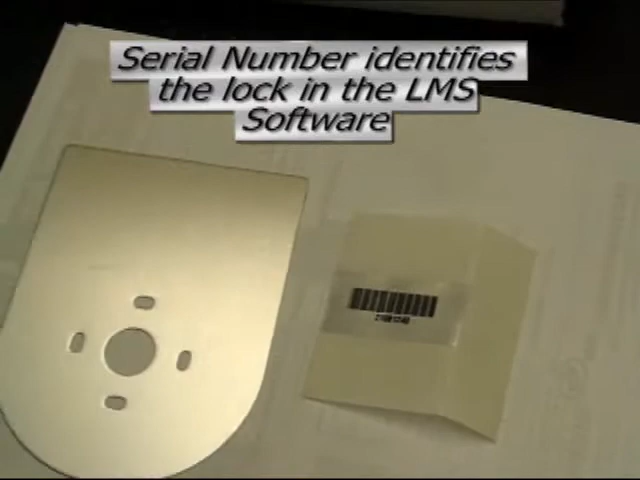 Serial Number identifies
the lock in the LMS
Software